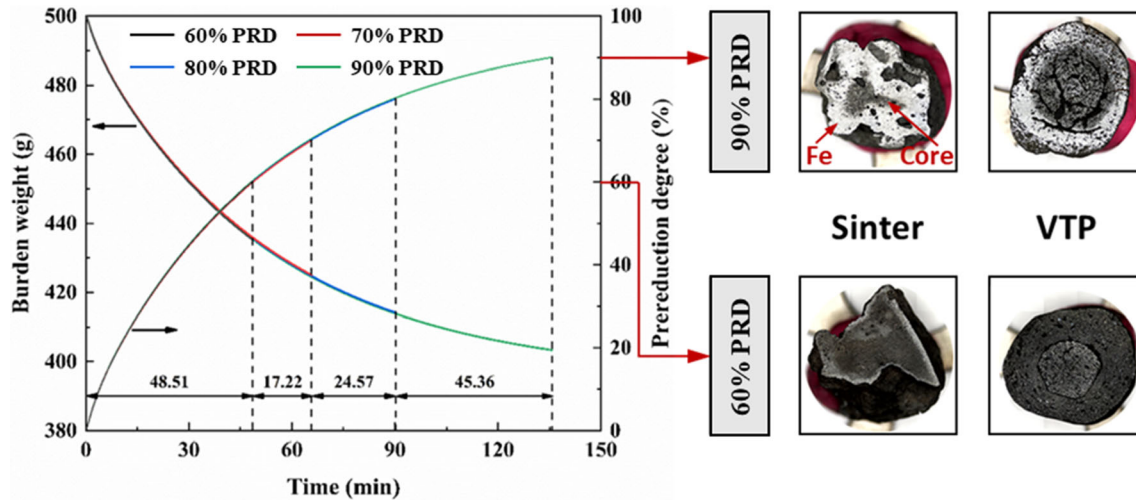 500
480
460
440
420
400
380
Burden weight (g)
60% PRD
70% PRD
80% PRD
90% PRD
48.51
17.22
24.57
45.36
0
30
60
90
120
150
Time (min)
100
80
60
40
20
0
Prereduction degree (%)
90% PRD
Fe
Core
Sinter
VTP
60% PRD